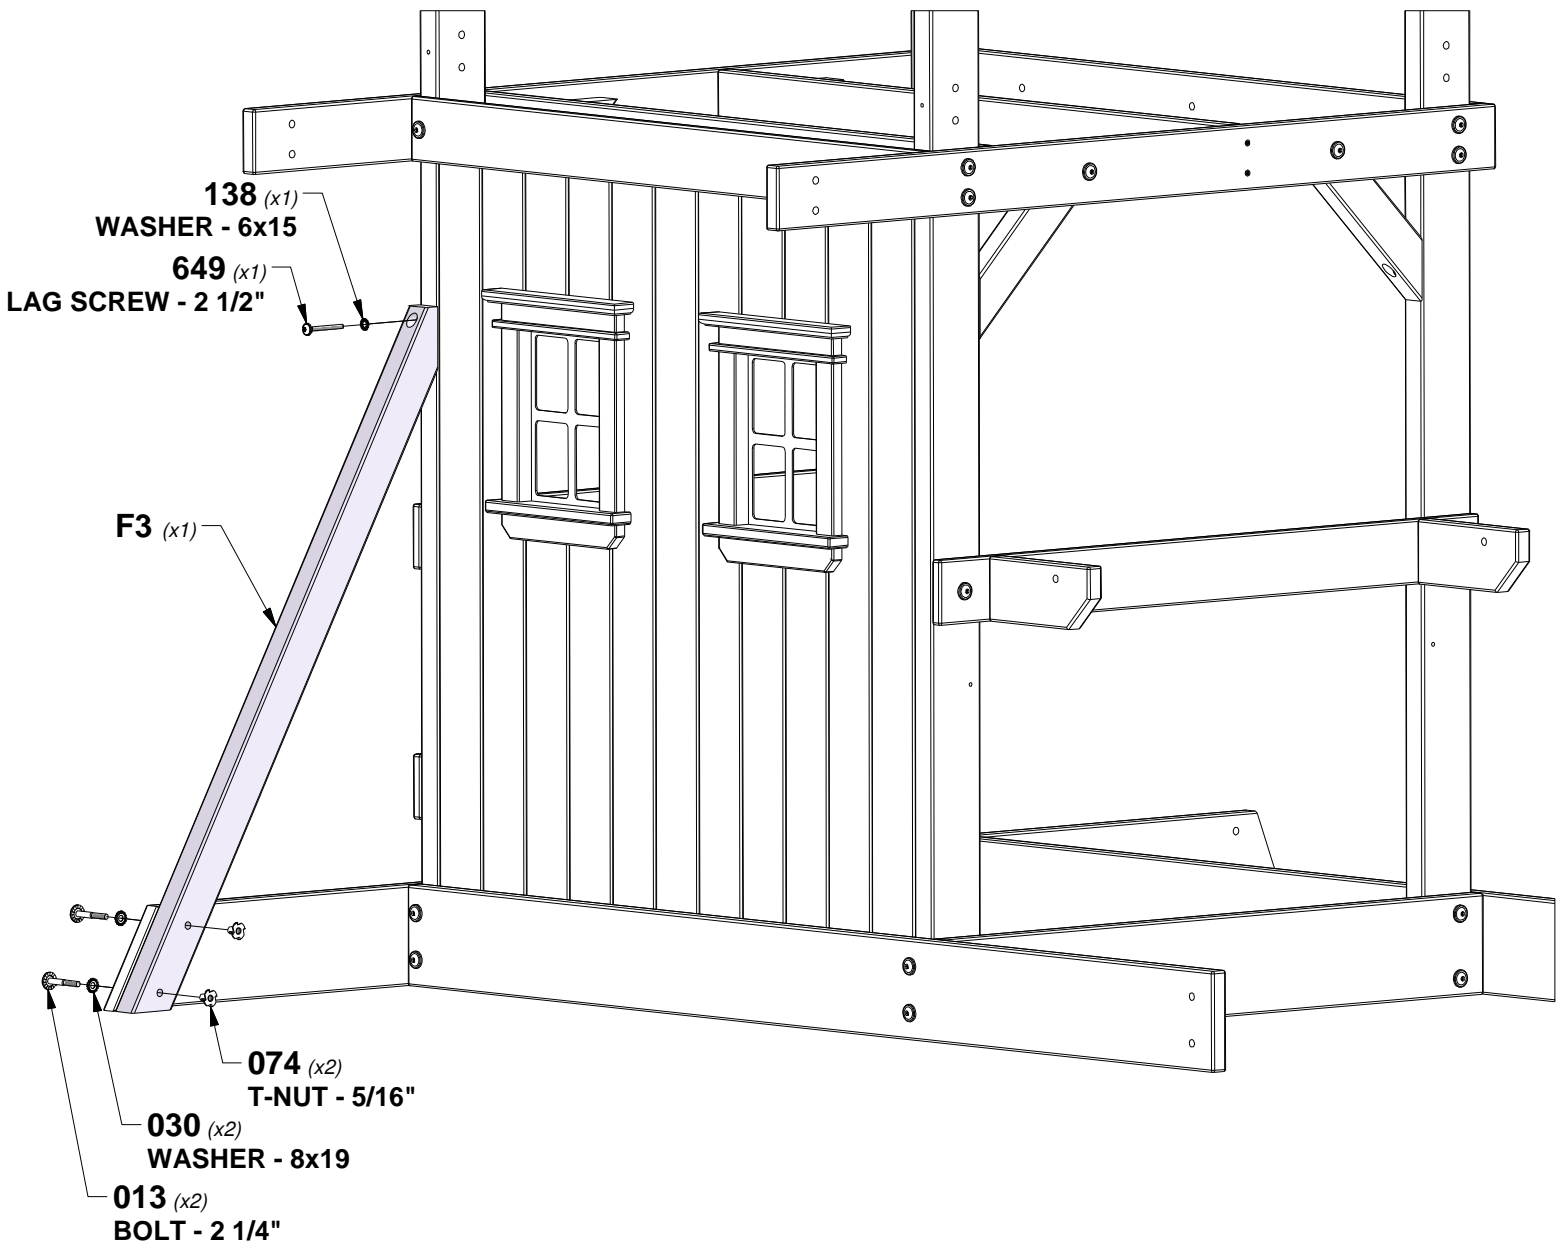 138 (x1)
WASHER - 6x15
649 (x1)
LAG SCREW - 2 1/2"
F3 (x1)
074 (x2)
T-NUT - 5/16"
030 (x2)
WASHER - 8x19
013 (x2)
BOLT - 2 1/4"